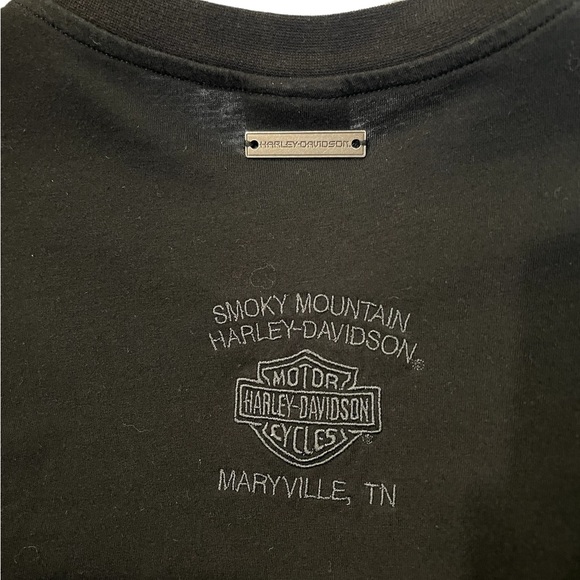 HARLEY-DAVIDSON
SMOKY MOUNTAIN
HARLEY-DAVIDSON®
MOTOR
HARLEY-DAVIDSON
CYCLES ®
MARYVILLE, TN